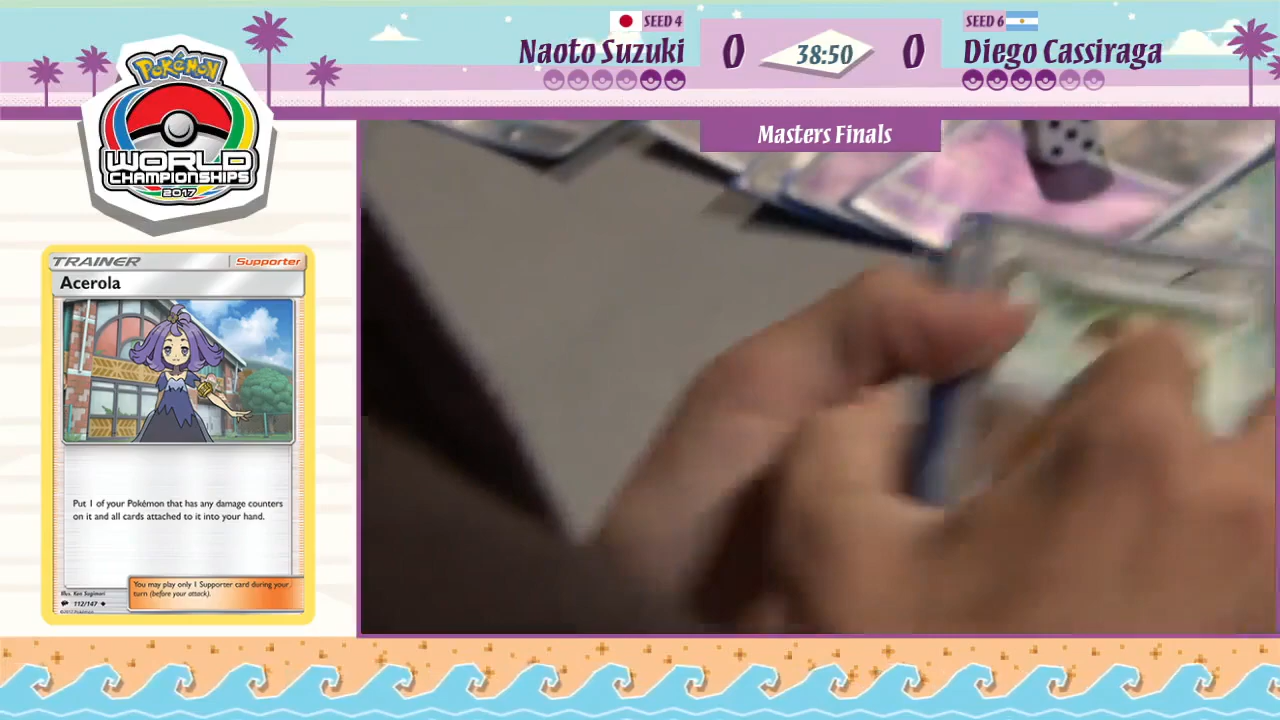 SEED 4
Naoto Suzuki
0
38:50
0
SEED 6
Diego Cassiraga
Masters Finals
POKÉMON
WORLD
CHAMPIONSHIPS
2017
TRAINER
Supporter
Acerola
Put 1 of your Pokémon that has any damage counters
on it and all cards attached to it into your hand.
You may play only 1 Supporter card during your
turn (before your attack).
Illus. Ken Sugimori
112/147